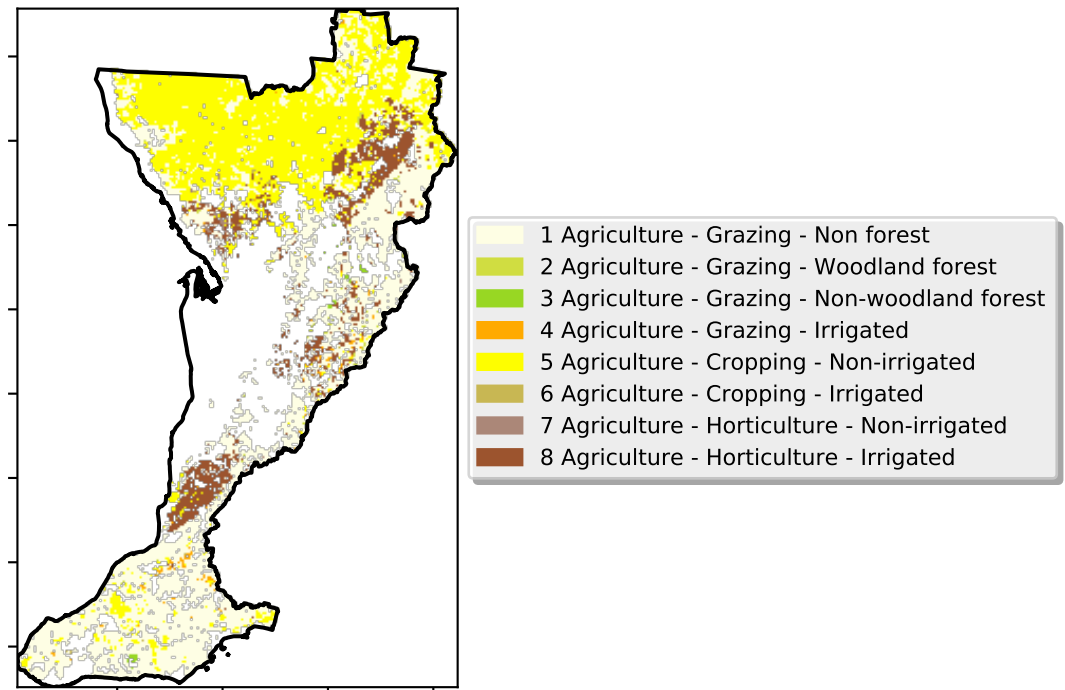 1 Agriculture - Grazing - Non forest
2 Agriculture - Grazing - Woodland forest
3 Agriculture - Grazing - Non-woodland forest
4 Agriculture - Grazing - Irrigated
5 Agriculture - Cropping - Non-irrigated
6 Agriculture - Cropping - Irrigated
7 Agriculture - Horticulture - Non-irrigated
8 Agriculture - Horticulture - Irrigated